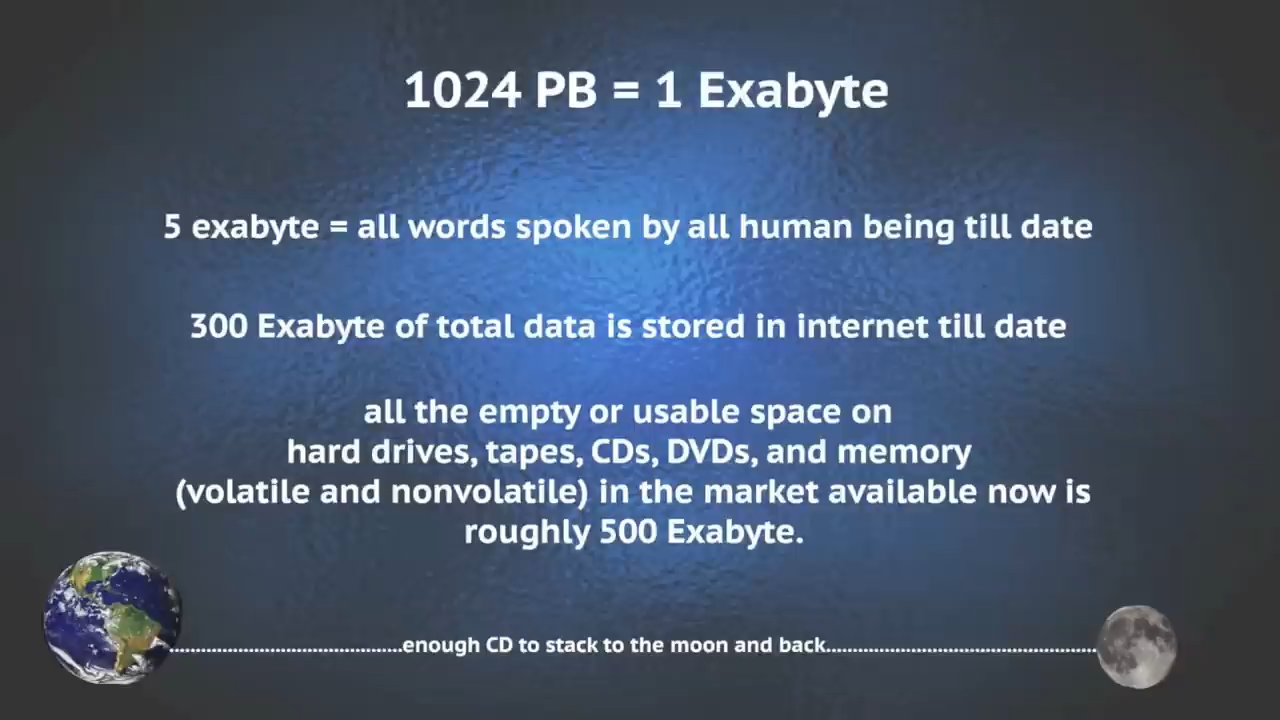 1024 PB = 1 Exabyte
5 exabyte = all words spoken by all human being till date
300 Exabyte of total data is stored in internet till date
all the empty or usable space on
hard drives, tapes, CDs, DVDs, and memory
(volatile and nonvolatile) in the market available now is
roughly 500 Exabyte.
enough CD to stack to the moon and back